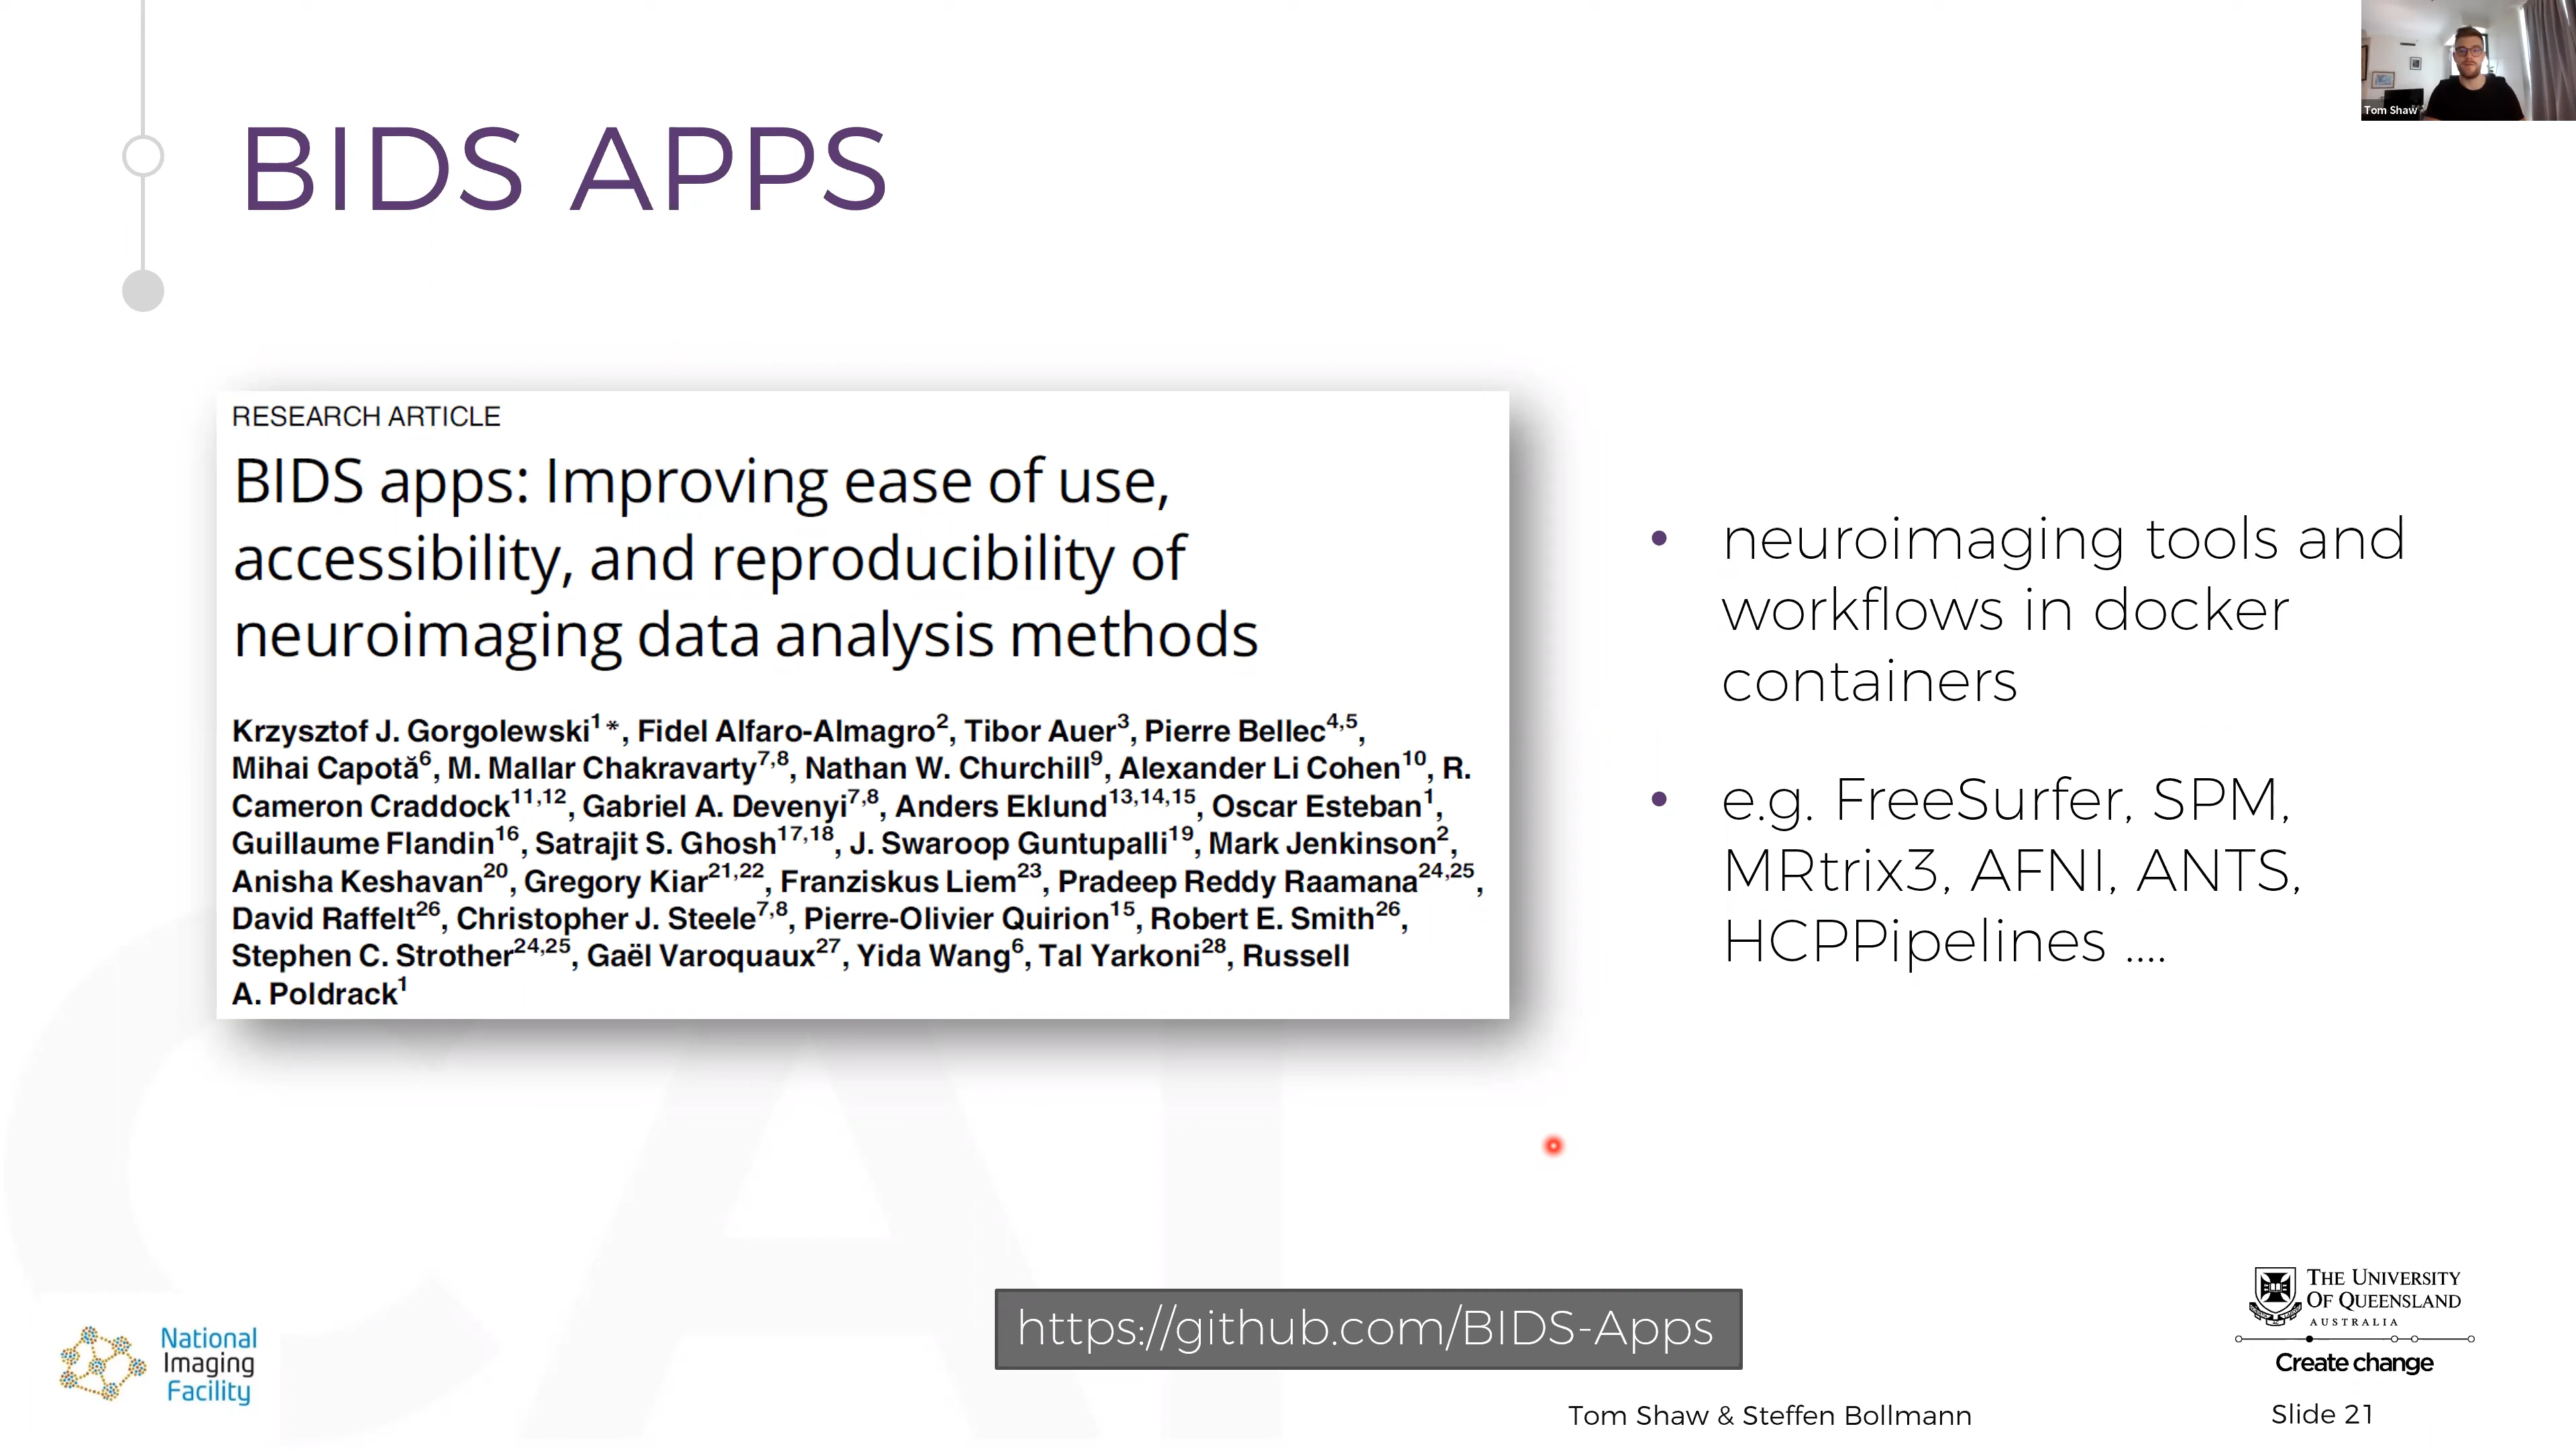 Tom Shaw
BIDS APPS
RESEARCH ARTICLE
BIDS apps: Improving ease of use,
accessibility, and reproducibility of
neuroimaging data analysis methods
Krzysztof J. Gorgolewski1*, Fidel Alfaro-Almagro2, Tibor Auer3, Pierre Bellec4,5,
Mihai Capotă6, M. Mallar Chakravarty7,8, Nathan W. Churchill9, Alexander Li Cohen10, R.
Cameron Craddock11,12, Gabriel A. Devenyi7,8, Anders Eklund13,14,15, Oscar Esteban1,
Guillaume Flandin16, Satrajit S. Ghosh17,18, J. Swaroop Guntupalli19, Mark Jenkinson2,
Anisha Keshavan20, Gregory Kiar21,22, Franziskus Liem23, Pradeep Reddy Raamana24,25,
David Raffelt26, Christopher J. Steele7,8, Pierre-Olivier Quirion15, Robert E. Smith26,
Stephen C. Strother24,25, Gaël Varoquaux27, Yida Wang6, Tal Yarkoni28, Russell
A. Poldrack1
• neuroimaging tools and
workflows in docker
containers
• e.g. FreeSurfer, SPM,
MRtrix3, AFNI, ANTS,
HCPPipelines ....
CAI
https://github.com/BIDS-Apps
National
Imaging
Facility
THE UNIVERSITY
OF QUEENSLAND
AUSTRALIA
Create change
Tom Shaw & Steffen Bollmann
Slide 21